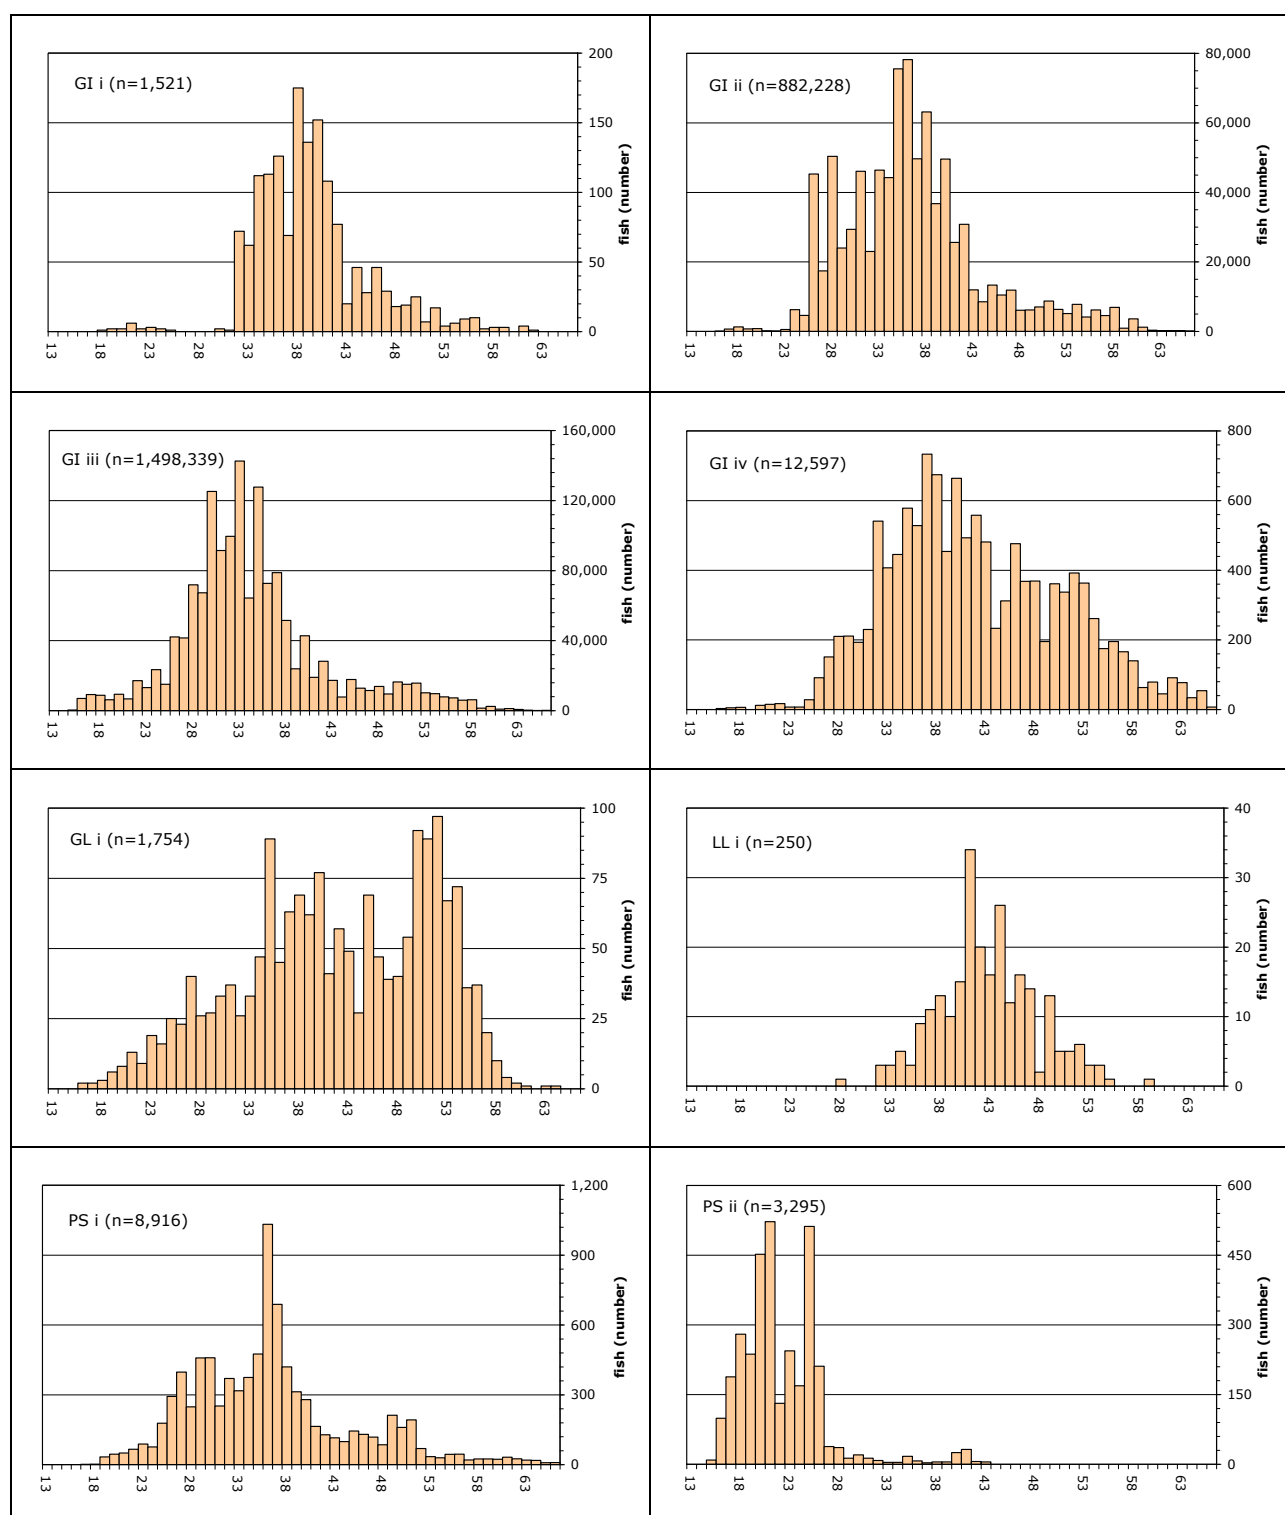 GI i (n=1,521)
200
150
100
50
0
fish (number)
13 18 23 28 33 38 43 48 53 58 63
GI ii (n=882,228)
80,000
60,000
40,000
20,000
0
fish (number)
13 18 23 28 33 38 43 48 53 58 63
GI iii (n=1,498,339)
160,000
120,000
80,000
40,000
0
fish (number)
13 18 23 28 33 38 43 48 53 58 63
GI iv (n=12,597)
800
600
400
200
0
fish (number)
13 18 23 28 33 38 43 48 53 58 63
GL i (n=1,754)
100
75
50
25
0
fish (number)
13 18 23 28 33 38 43 48 53 58 63
LL i (n=250)
40
30
20
10
0
fish (number)
13 18 23 28 33 38 43 48 53 58 63
PS i (n=8,916)
1,200
900
600
300
0
fish (number)
13 18 23 28 33 38 43 48 53 58 63
PS ii (n=3,295)
600
450
300
150
0
fish (number)
13 18 23 28 33 38 43 48 53 58 63